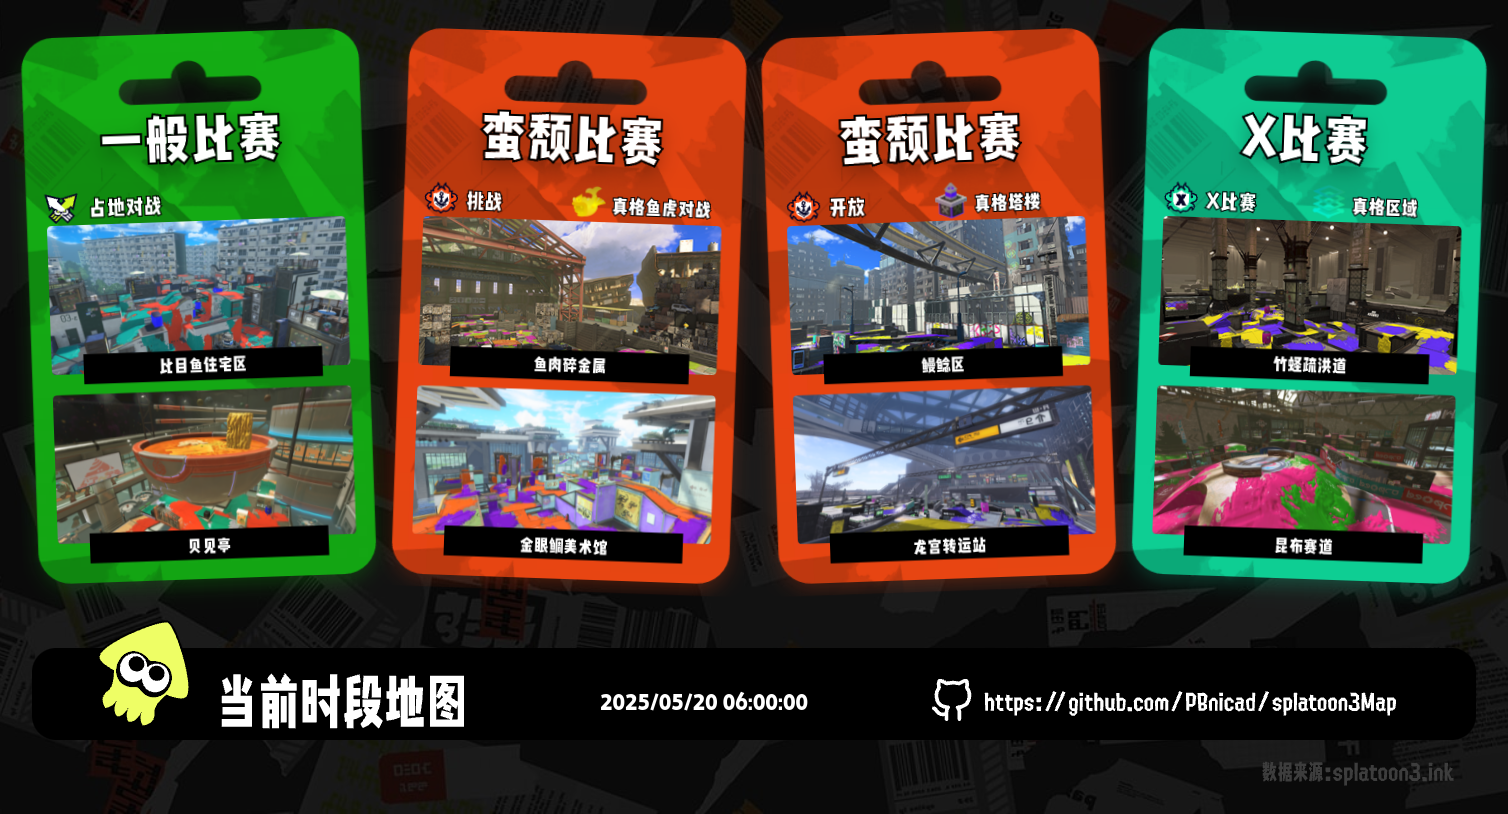 一般比赛
占地对战
比目鱼住宅区
贝见亭
蛮颓比赛
挑战
真格鱼虎对战
鱼肉碎金属
金眼鲷美术馆
蛮颓比赛
开放
真格塔楼
鳗鲶区
龙宫转运站
X比赛
X比赛
真格区域
竹蛏疏洪道
昆布赛道
当前时段地图
2025/05/20 06:00:00
https://github.com/PBnicad/splatoon3Map
数据来源:splatoon3.ink